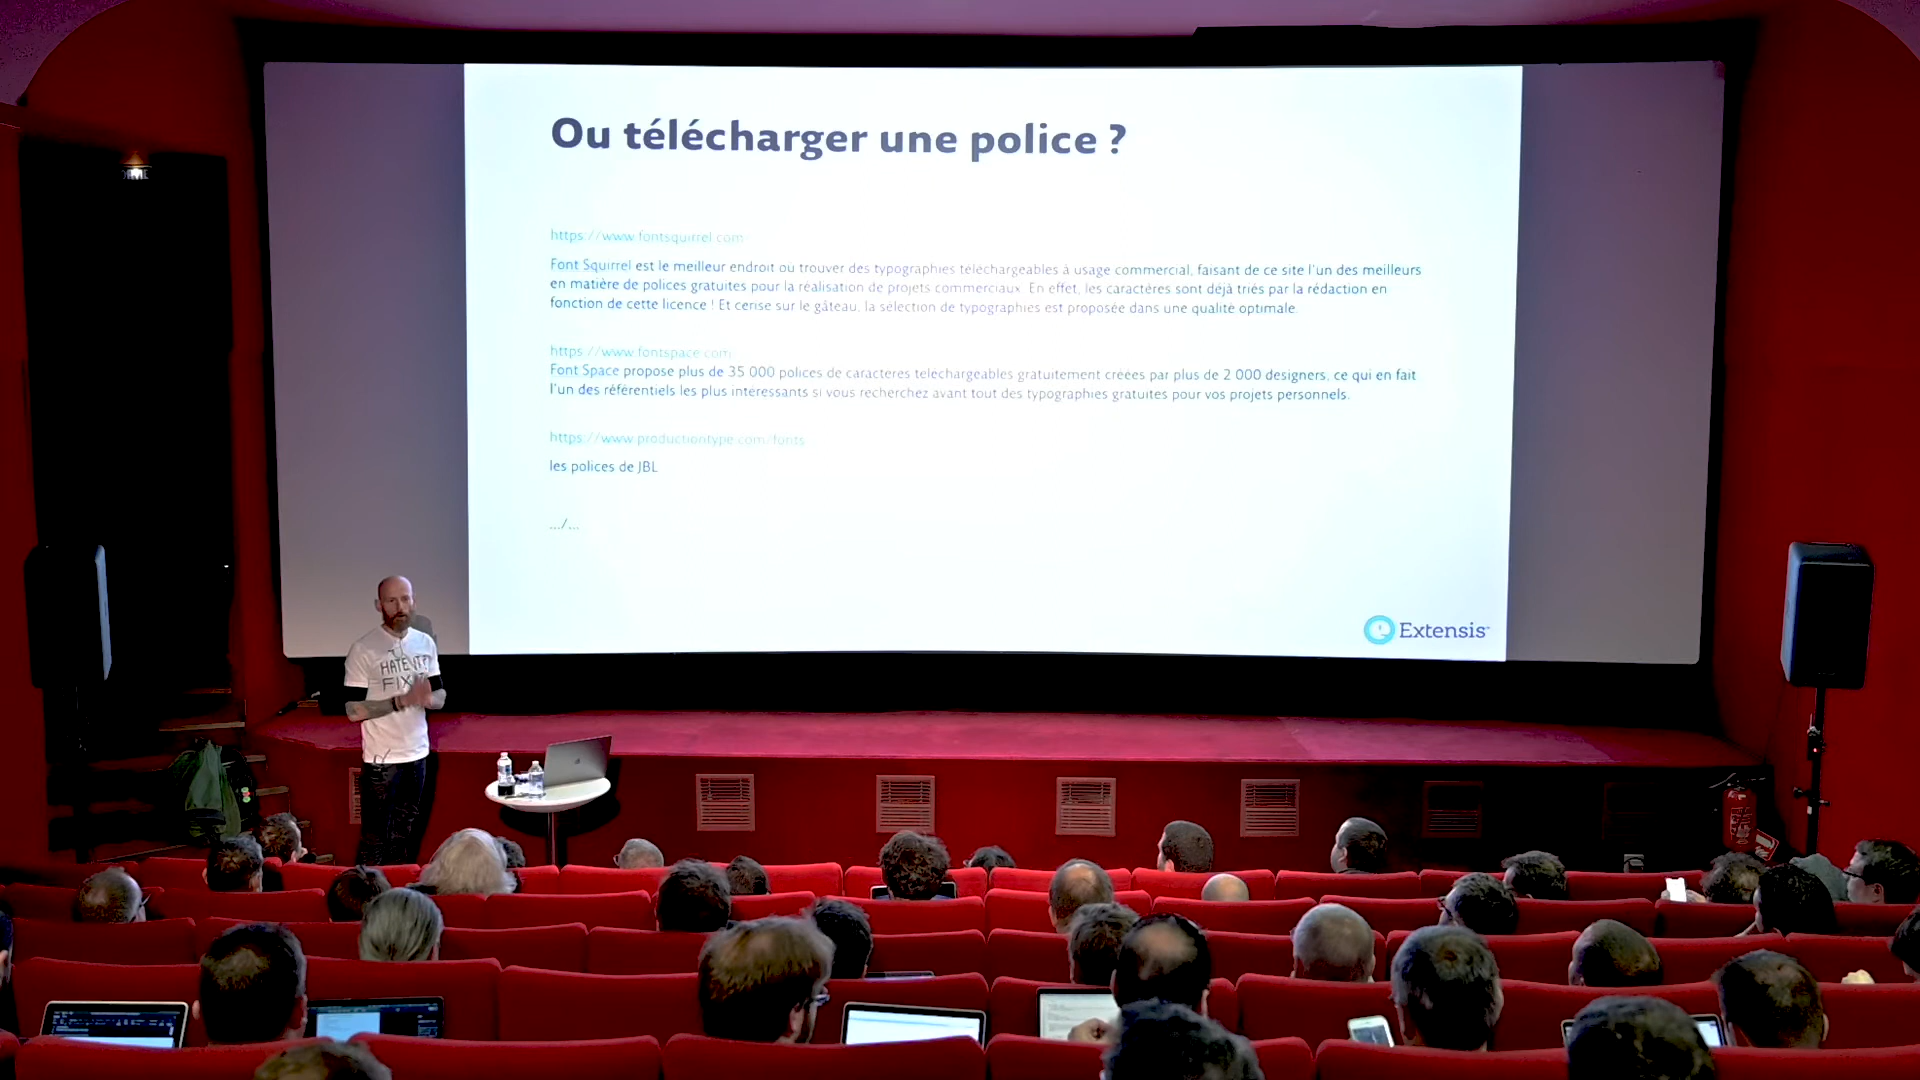 Ou télécharger une police ?
https://www.fontsquirrel.com
Font Squirrel est le meilleur endroit où trouver des typographies téléchargeables à usage commercial, faisant de ce site l'un des meilleurs
en matière de polices gratuites pour la réalisation de projets commerciaux. En effet, les caractères sont déjà triés par la rédaction en
fonction de cette licence ! Et cerise sur le gâteau, la sélection de typographies est proposée dans une qualité optimale.
https://www.fontspace.com
Font Space propose plus de 35 000 polices de caractères téléchargeables gratuitement créées par plus de 2 000 designers, ce qui en fait
l'un des référentiels les plus intéressants si vous recherchez avant tout des typographies gratuites pour vos projets personnels.
https://www.productiontype.com/fonts
les polices de JBL
.../...
Extensis
HATE IT?
FIX